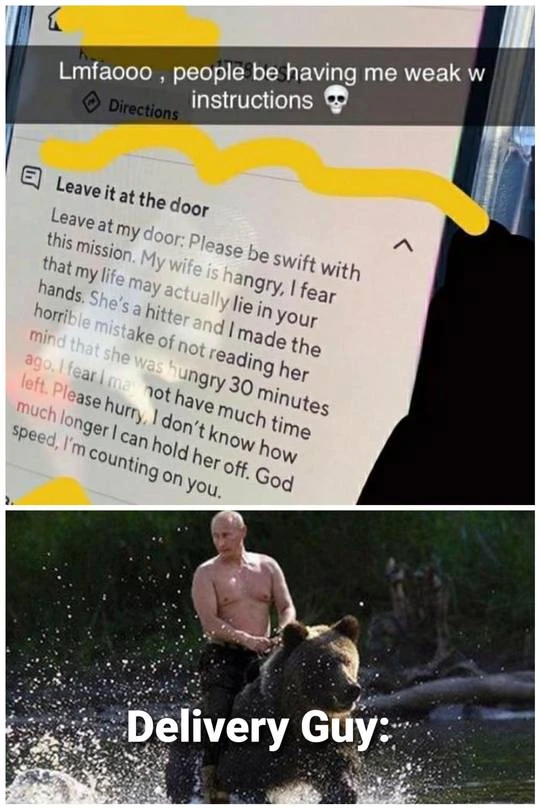 Lmfaooo , people be having me weak w
instructions 💀
Directions
Leave it at the door
Leave at my door: Please be swift with
this mission. My wife is hangry, I fear
that my life may actually lie in your
hands. She's a hitter and I made the
horrible mistake of not reading her
mind that she was hungry 30 minutes
ago. I fear I ma not have much time
left. Please hurry, I don't know how
much longer I can hold her off. God
speed, I'm counting on you.
Delivery Guy: